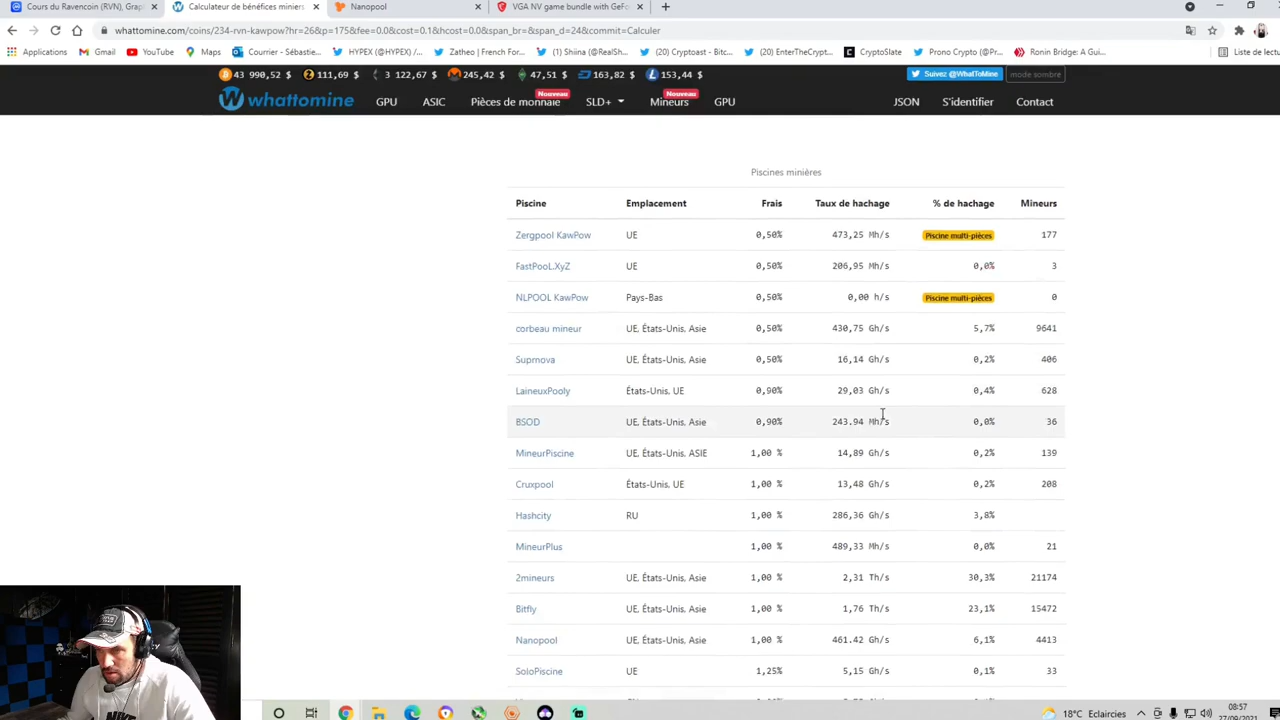 Cours du Ravencoin (RVN), Grap
Calculateur de bénéfices miniers
Nanopool
VGA NV game bundle with GeFo
whattomine.com/coins/234-rvn-kawpow?hr=26&p=175&fee=0.0&cost=0.1&hcost=0.0&span_br=&span_d=24&commit=Calculer
Applications Gmail YouTube Maps Courrier - Sébastie... HYPEX (@HYPEX) /... Zatheo | French For... (1) Shiina (@RealSh... (20) Cryptoast - Bitc... (20) EnterTheCrypt... CryptoSlate Prono Crypto (@Pr... Ronin Bridge: A Gui... Liste de lectu
43 990,52 $ 111,69 $ 3 122,67 $ 245,42 $ 47,51 $ 163,82 $ 153,44 $ Suivez @WhatToMine mode sombre
whattomine GPU ASIC Pièces de monnaie Nouveau SLD+ Mineurs Nouveau GPU JSON S'identifier Contact
Piscines minières
Piscine Emplacement Frais Taux de hachage % de hachage Mineurs
Zergpool KawPow UE 0,50% 473,25 Mh/s Piscine multi-pièces 177
FastPooL.XyZ UE 0,50% 206,95 Mh/s 0,0% 3
NLPOOL KawPow Pays-Bas 0,50% 0,00 h/s Piscine multi-pièces 0
corbeau mineur UE, États-Unis, Asie 0,50% 430,75 Gh/s 5,7% 9641
Suprnova UE, États-Unis, Asie 0,50% 16,14 Gh/s 0,2% 406
LaineuxPooly États-Unis, UE 0,90% 29,03 Gh/s 0,4% 628
BSOD UE, États-Unis, Asie 0,90% 243.94 Mh/s 0,0% 36
MineurPiscine UE, États-Unis, ASIE 1,00 % 14,89 Gh/s 0,2% 139
Cruxpool États-Unis, UE 1,00 % 13,48 Gh/s 0,2% 208
Hashcity RU 1,00 % 286,36 Gh/s 3,8%
MineurPlus 1,00 % 489,33 Mh/s 0,0% 21
2mineurs UE, États-Unis, Asie 1,00 % 2,31 Th/s 30,3% 21174
Bitfly UE, États-Unis, Asie 1,00 % 1,76 Th/s 23,1% 15472
Nanopool UE, États-Unis, Asie 1,00 % 461.42 Gh/s 6,1% 4413
SoloPiscine UE 1,25% 5,15 Gh/s 0,1% 33
18°C Eclaircies
08:57
27/09/2021